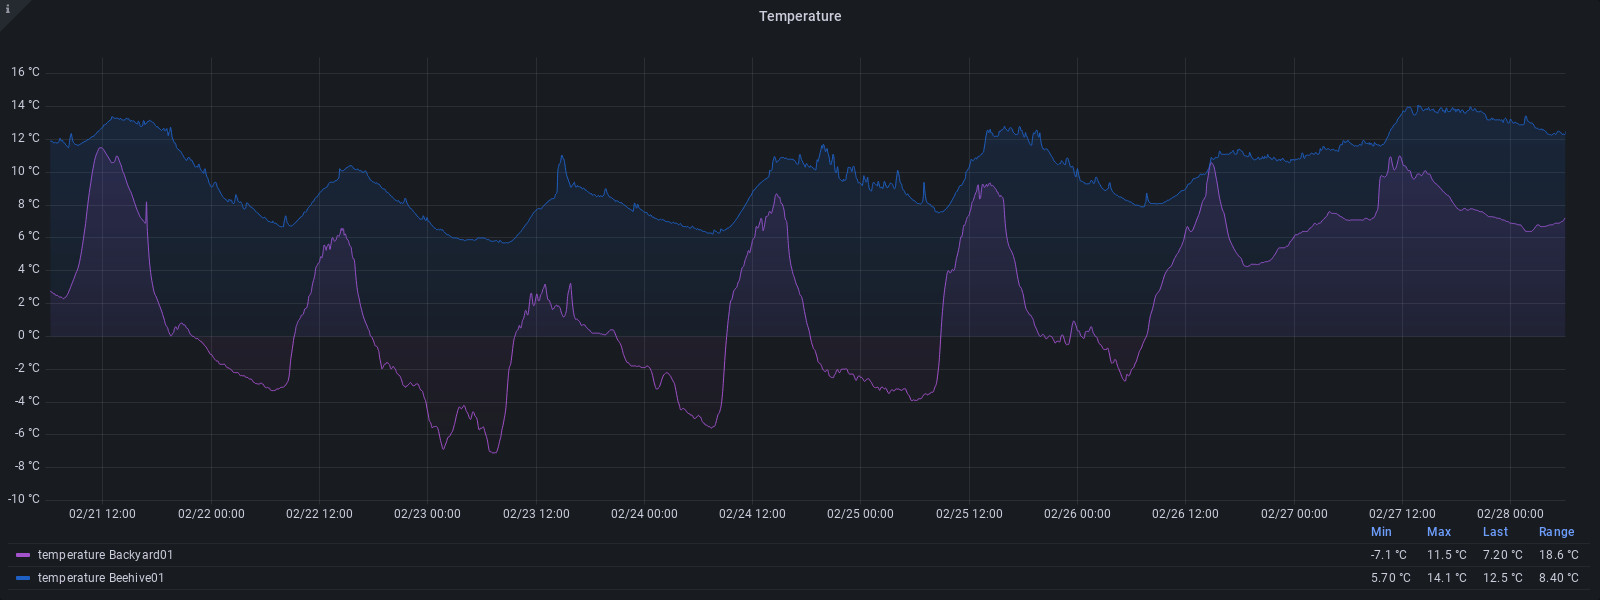 i
Temperature
16 °C
14 °C
12 °C
10 °C
8 °C
6 °C
4 °C
2 °C
0 °C
-2 °C
-4 °C
-6 °C
-8 °C
-10 °C
02/21 12:00 02/22 00:00 02/22 12:00 02/23 00:00 02/23 12:00 02/24 00:00 02/24 12:00 02/25 00:00 02/25 12:00 02/26 00:00 02/26 12:00 02/27 00:00 02/27 12:00 02/28 00:00
Min Max Last Range
temperature Backyard01 -7.1 °C 11.5 °C 7.20 °C 18.6 °C
temperature Beehive01 5.70 °C 14.1 °C 12.5 °C 8.40 °C